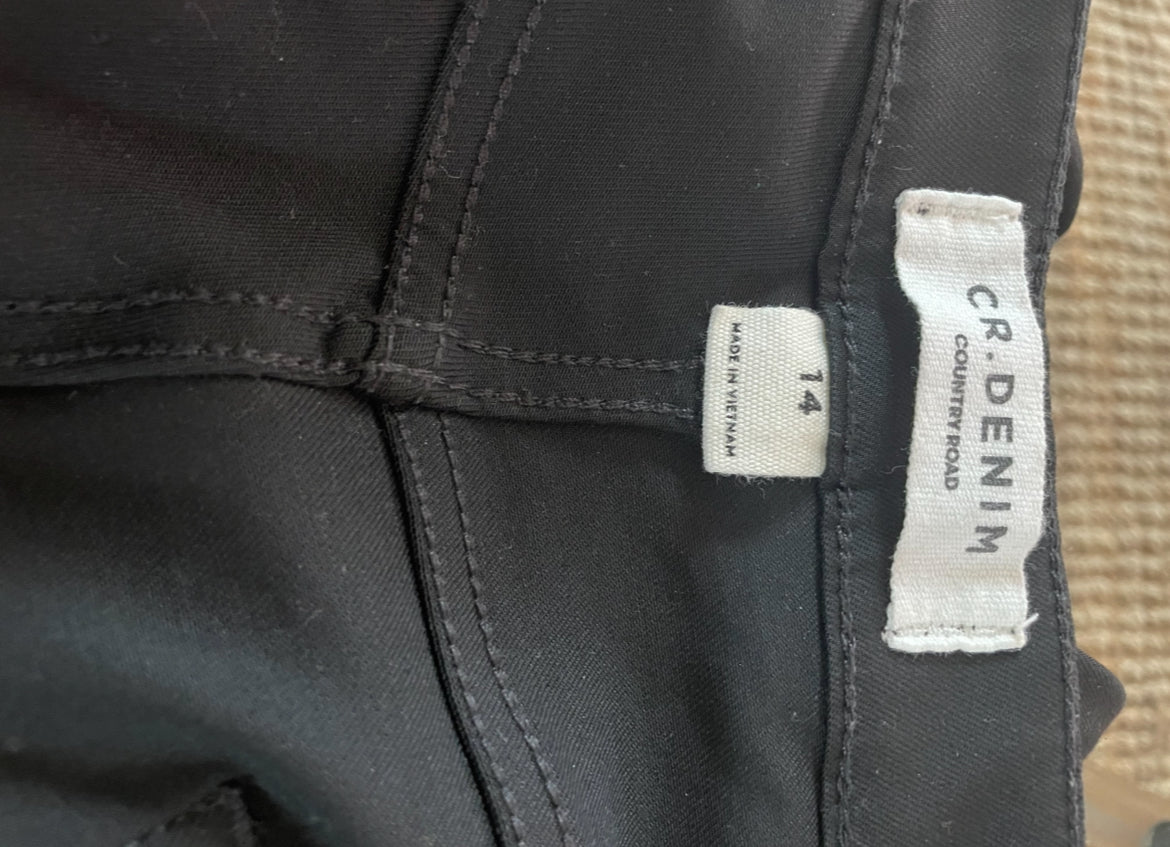 CR.DENIM
COUNTRY ROAD
14
MADE IN VIETNAM